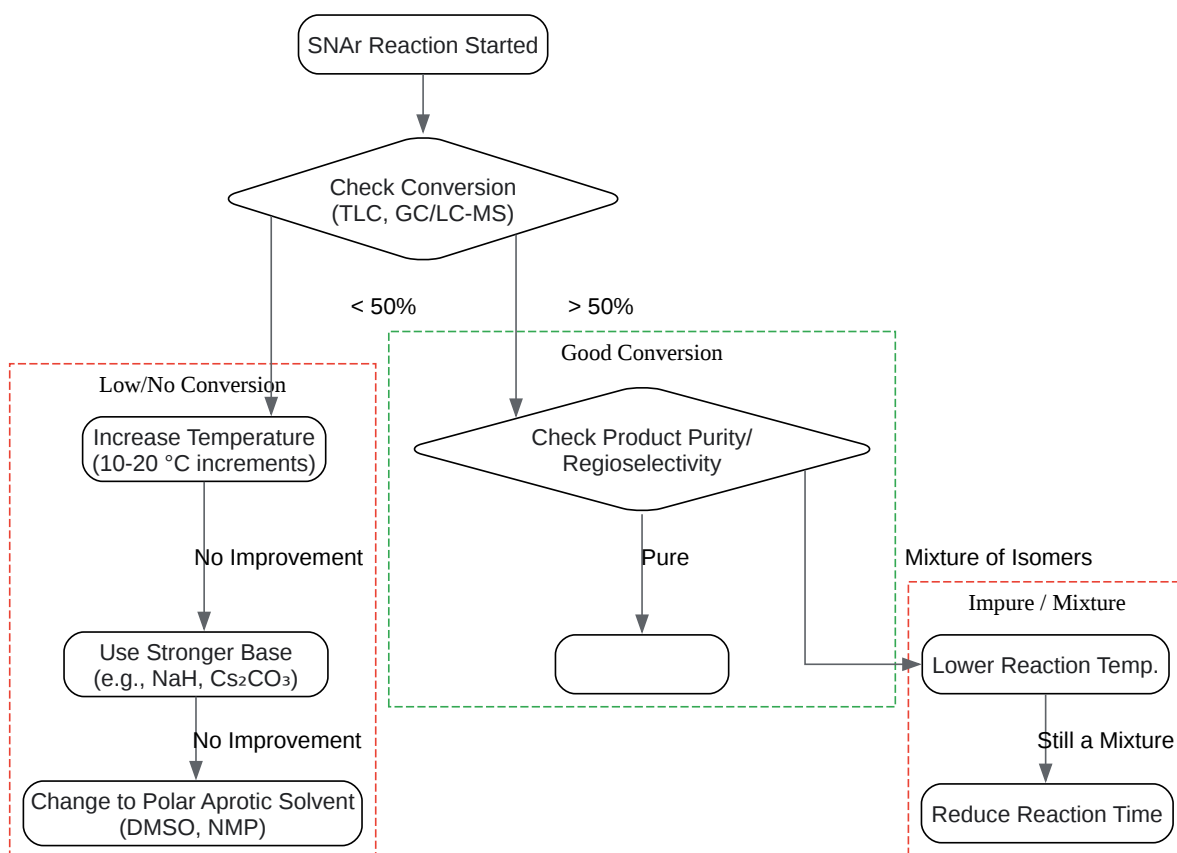 SNAr Reaction Started
Check Conversion
(TLC, GC/LC-MS)
< 50%
> 50%
Good Conversion
Low/No Conversion
Increase Temperature
(10-20 °C increments)
Check Product Purity/
Regioselectivity
No Improvement
Pure
Mixture of Isomers
Impure / Mixture
Use Stronger Base
(e.g., NaH, Cs₂CO₃)
Lower Reaction Temp.
No Improvement
Still a Mixture
Change to Polar Aprotic Solvent
(DMSO, NMP)
Reduce Reaction Time